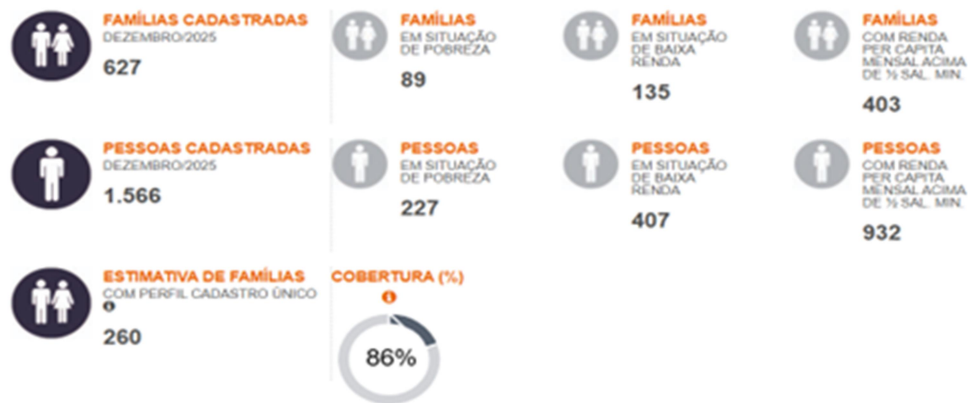 FAMÍLIAS CADASTRADAS
DEZEMBRO/2025
627
FAMÍLIAS
EM SITUAÇÃO
DE POBREZA
89
FAMÍLIAS
EM SITUAÇÃO
DE BAIXA
RENDA
135
FAMÍLIAS
COM RENDA
PER CAPITA
MENSAL ACIMA
DE ½ SAL. MIN.
403
PESSOAS CADASTRADAS
DEZEMBRO/2025
1.566
PESSOAS
EM SITUAÇÃO
DE POBREZA
227
PESSOAS
EM SITUAÇÃO
DE BAIXA
RENDA
407
PESSOAS
COM RENDA
PER CAPITA
MENSAL ACIMA
DE ½ SAL. MIN.
932
ESTIMATIVA DE FAMÍLIAS
COM PERFIL CADASTRO ÚNICO
260
COBERTURA (%)
86%